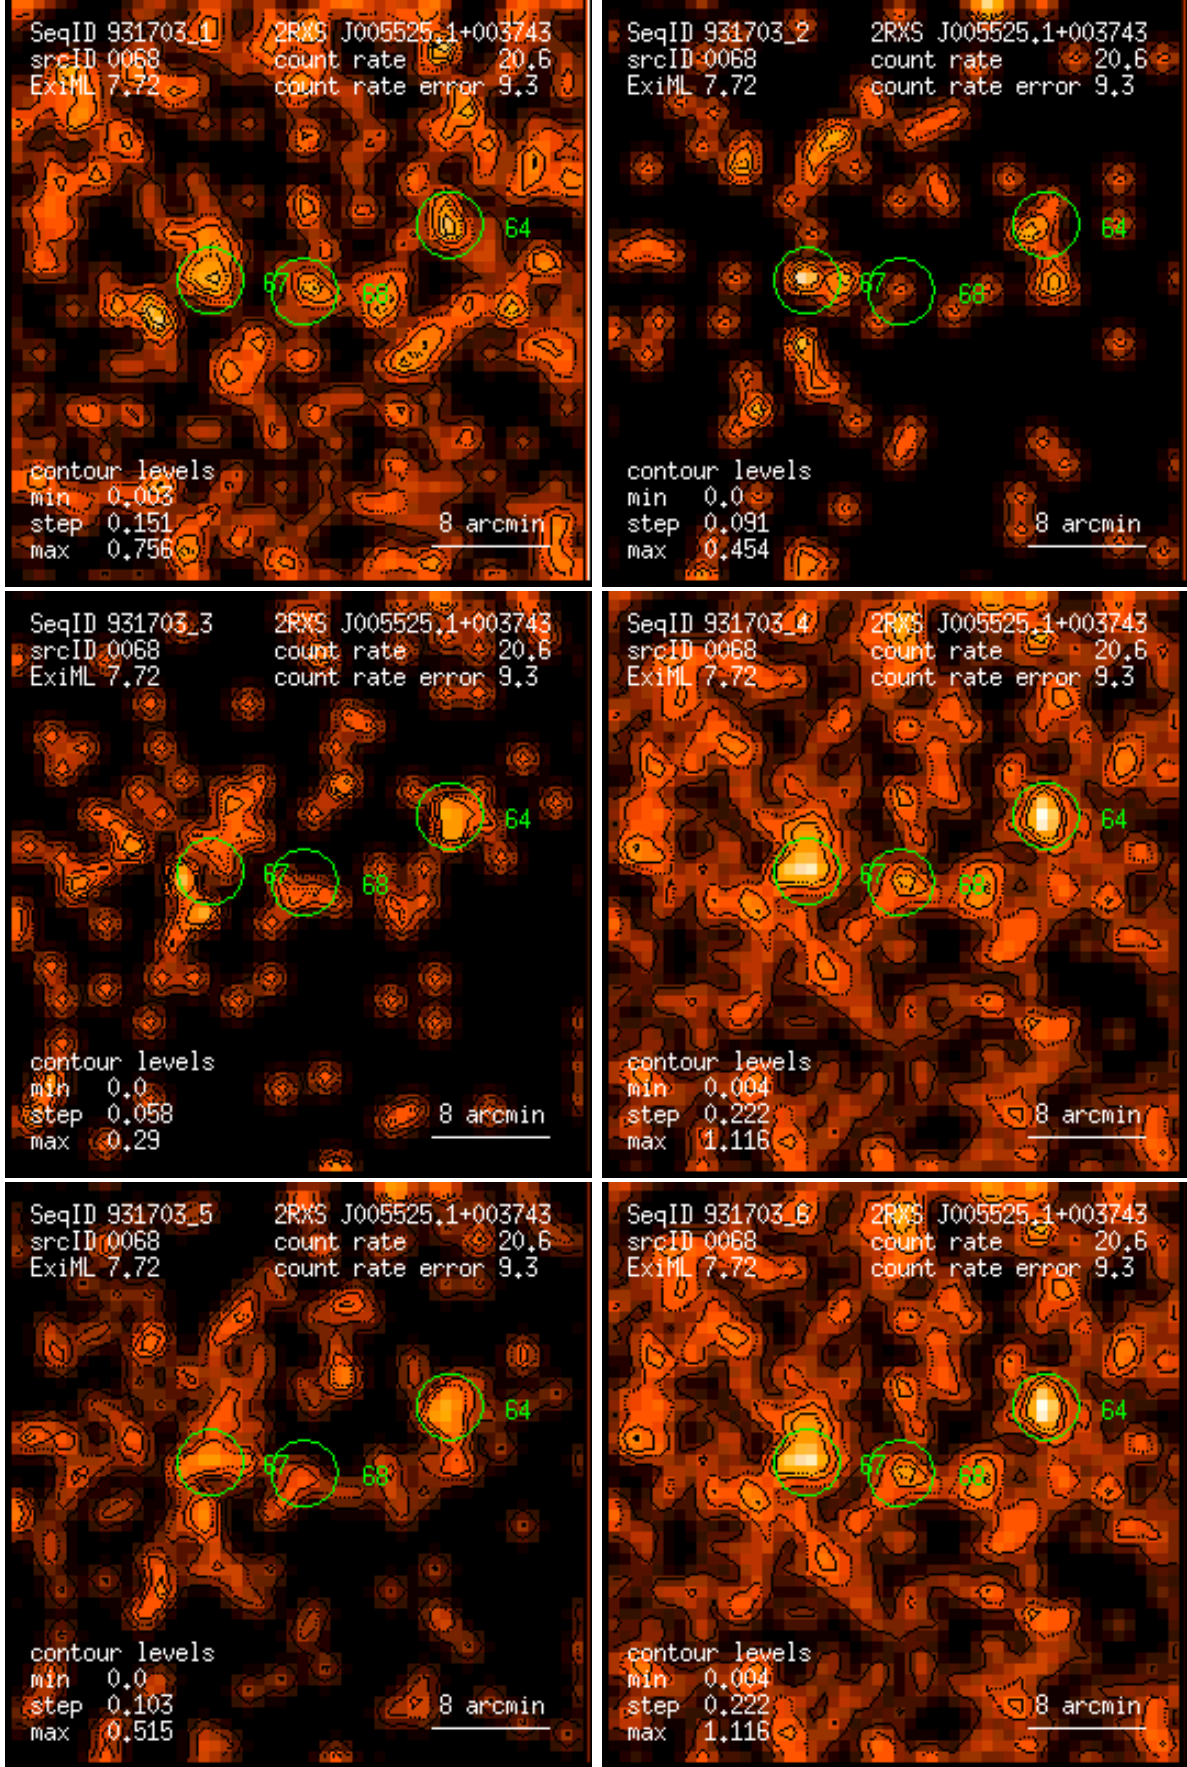 SeqID 931703_1 2RXS J005525.1+003743
srcID 0068 count rate 20.6
ExiML 7.72 count rate error 9.3
64
67
68
contour levels
min 0.003
step 0.151
max 0.756
8 arcmin
SeqID 931703_2 2RXS J005525.1+003743
srcID 0068 count rate 20.6
ExiML 7.72 count rate error 9.3
64
67
68
contour levels
min 0.0
step 0.091
max 0.454
8 arcmin
SeqID 931703_3 2RXS J005525.1+003743
srcID 0068 count rate 20.6
ExiML 7.72 count rate error 9.3
64
67
68
contour levels
min 0.0
step 0.058
max 0.29
8 arcmin
SeqID 931703_4 2RXS J005525.1+003743
srcID 0068 count rate 20.6
ExiML 7.72 count rate error 9.3
64
67
68
contour levels
min 0.004
step 0.222
max 1.116
8 arcmin
SeqID 931703_5 2RXS J005525.1+003743
srcID 0068 count rate 20.6
ExiML 7.72 count rate error 9.3
64
67
68
contour levels
min 0.0
step 0.103
max 0.515
8 arcmin
SeqID 931703_6 2RXS J005525.1+003743
srcID 0068 count rate 20.6
ExiML 7.72 count rate error 9.3
64
67
68
contour levels
min 0.004
step 0.222
max 1.116
8 arcmin